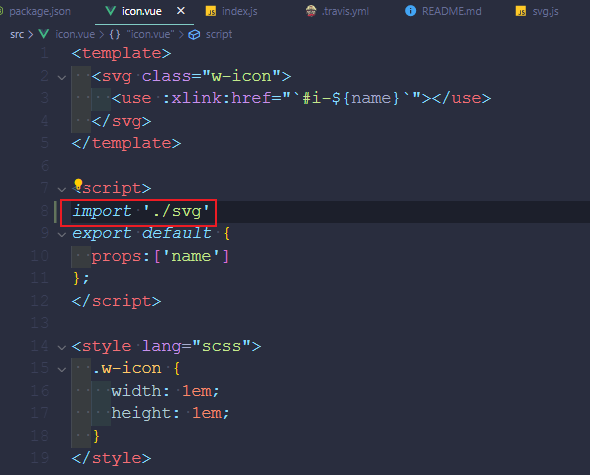 package.json icon.vue index.js .travis.yml README.md svg.js
src > icon.vue > {} "icon.vue" > script
1 <template>
2 <svg class="w-icon">
3 <use :xlink:href="`#i-${name}`"></use>
4 </svg>
5 </template>
6
7 <script>
8 import './svg'
9 export default {
10 props:['name']
11 };
12 </script>
13
14 <style lang="scss">
15 .w-icon {
16 width: 1em;
17 height: 1em;
18 }
19 </style>